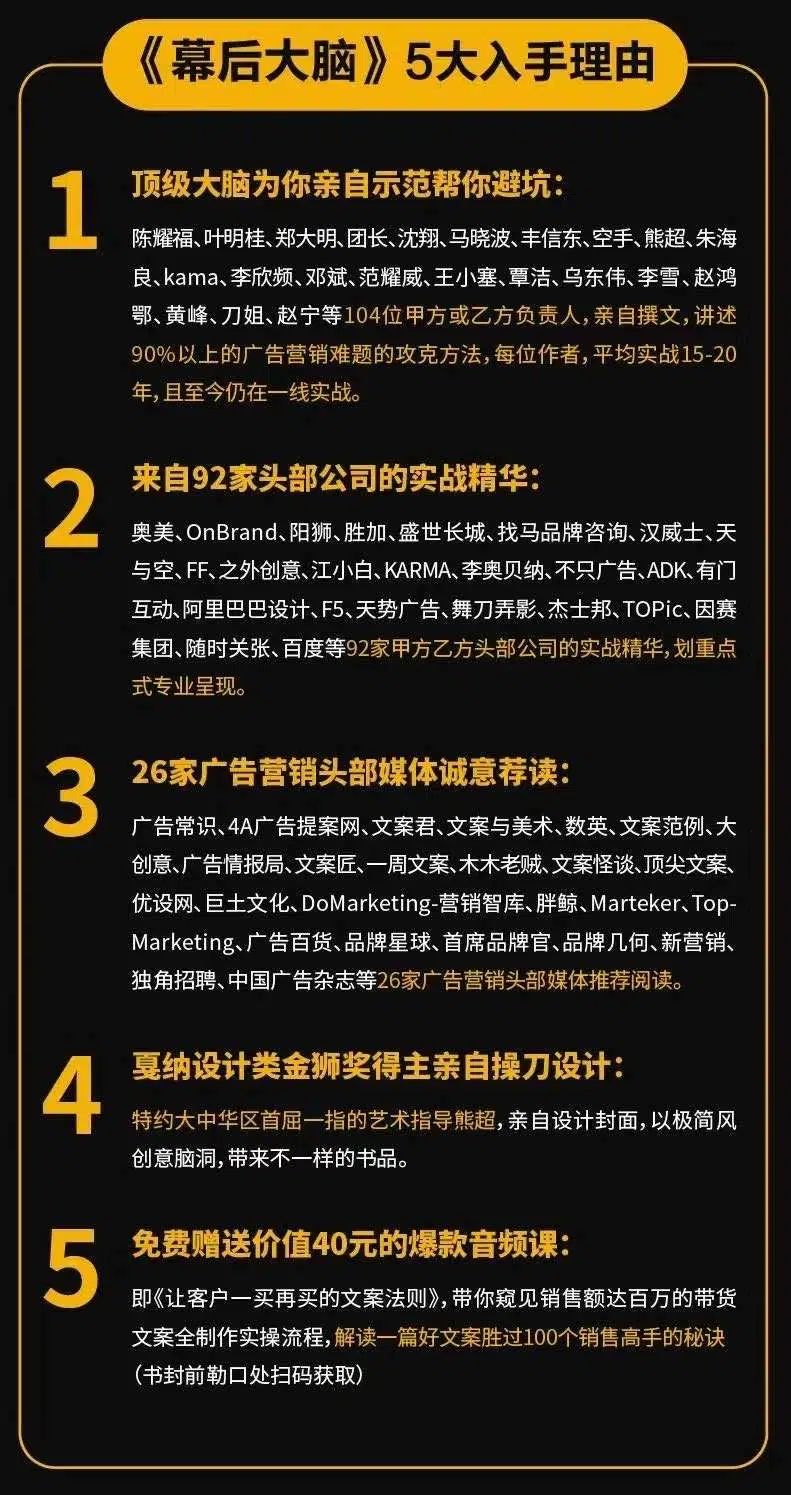 《幕后大脑》5大入手理由
1
顶级大脑为你亲自示范帮你避坑：
陈耀福、叶明桂、郑大明、团长、沈翔、马晓波、丰信东、空手、熊超、朱海
良、kama、李欣频、邓斌、范耀威、王小塞、覃洁、乌东伟、李雪、赵鸿
鄂、黄峰、刀姐、赵宁等104位甲方或乙方负责人，亲自撰文，讲述
90%以上的广告营销难题的攻克方法，每位作者，平均实战15-20
年，且至今仍在一线实战。
2
来自92家头部公司的实战精华：
奥美、OnBrand、阳狮、胜加、盛世长城、找马品牌咨询、汉威士、天
与空、FF、之外创意、江小白、KARMA、李奥贝纳、不只广告、ADK、有门
互动、阿里巴巴设计、F5、天势广告、舞刀弄影、杰士邦、TOPic、因赛
集团、随时关张、百度等92家甲方乙方头部公司的实战精华，划重点
式专业呈现。
3
26家广告营销头部媒体诚意荐读：
广告常识、4A广告提案网、文案君、文案与美术、数英、文案范例、大
创意、广告情报局、文案匠、一周文案、木木老贼、文案怪谈、顶尖文案、
优设网、巨土文化、DoMarketing-营销智库、胖鲸、Marteker、Top-
Marketing、广告百货、品牌星球、首席品牌官、品牌几何、新营销、
独角招聘、中国广告杂志等26家广告营销头部媒体推荐阅读。
4
戛纳设计类金狮奖得主亲自操刀设计：
特约大中华区首屈一指的艺术指导熊超，亲自设计封面，以极简风
创意脑洞，带来不一样的书品。
5
免费赠送价值40元的爆款音频课：
即《让客户一买再买的文案法则》，带你窥见销售额达百万的带货
文案全制作实操流程，解读一篇好文案胜过100个销售高手的秘诀
（书封前勒口处扫码获取）